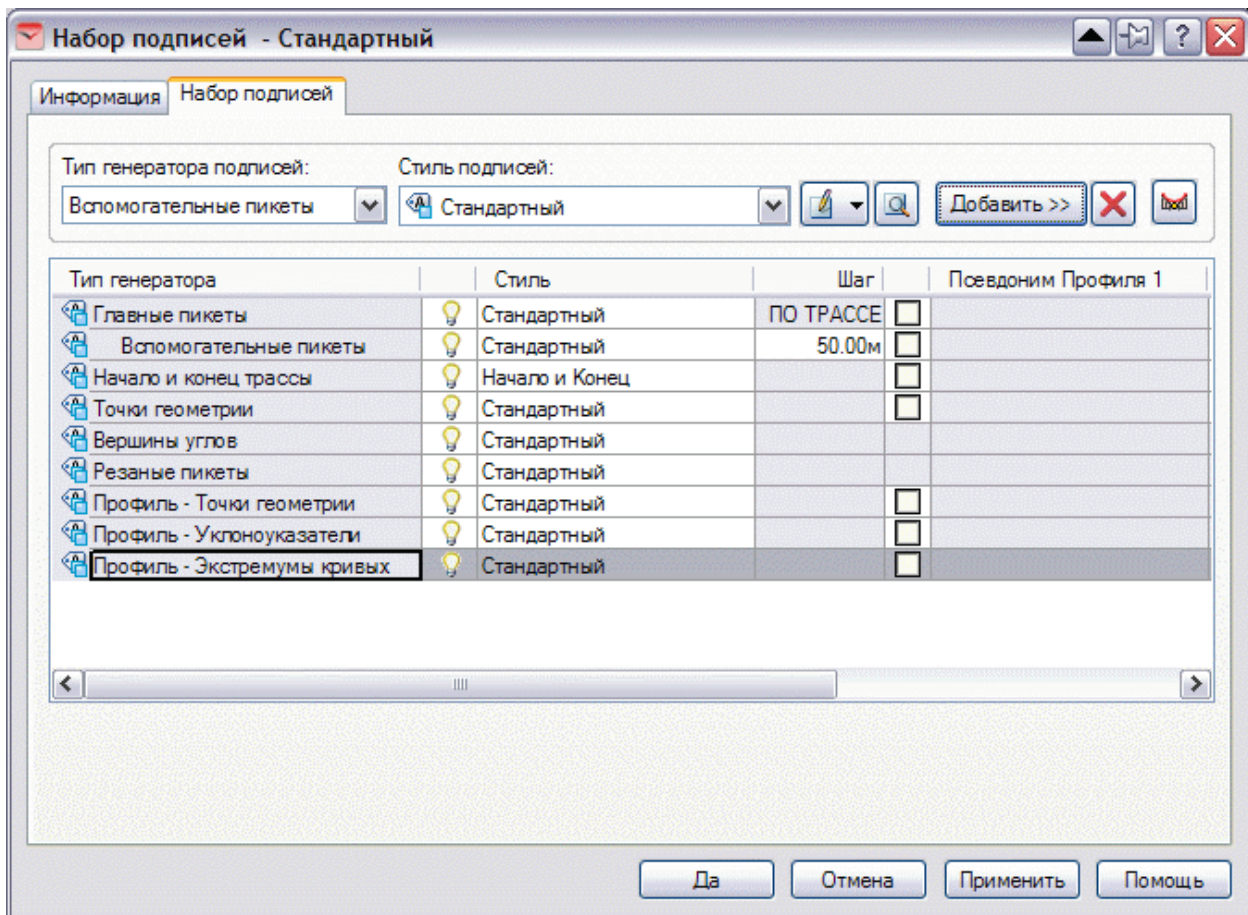 Набор подписей - Стандартный
Информация Набор подписей
Тип генератора подписей: Стиль подписей:
Вспомогательные пикеты Стандартный Добавить >>
Тип генератора Стиль Шаг Псевдоним Профиля 1
Главные пикеты Стандартный ПО ТРАССЕ
Вспомогательные пикеты Стандартный 50.00м
Начало и конец трассы Начало и Конец
Точки геометрии Стандартный
Вершины углов Стандартный
Резаные пикеты Стандартный
Профиль - Точки геометрии Стандартный
Профиль - Уклоноуказатели Стандартный
Профиль - Экстремумы кривых Стандартный
Да Отмена Применить Помощь